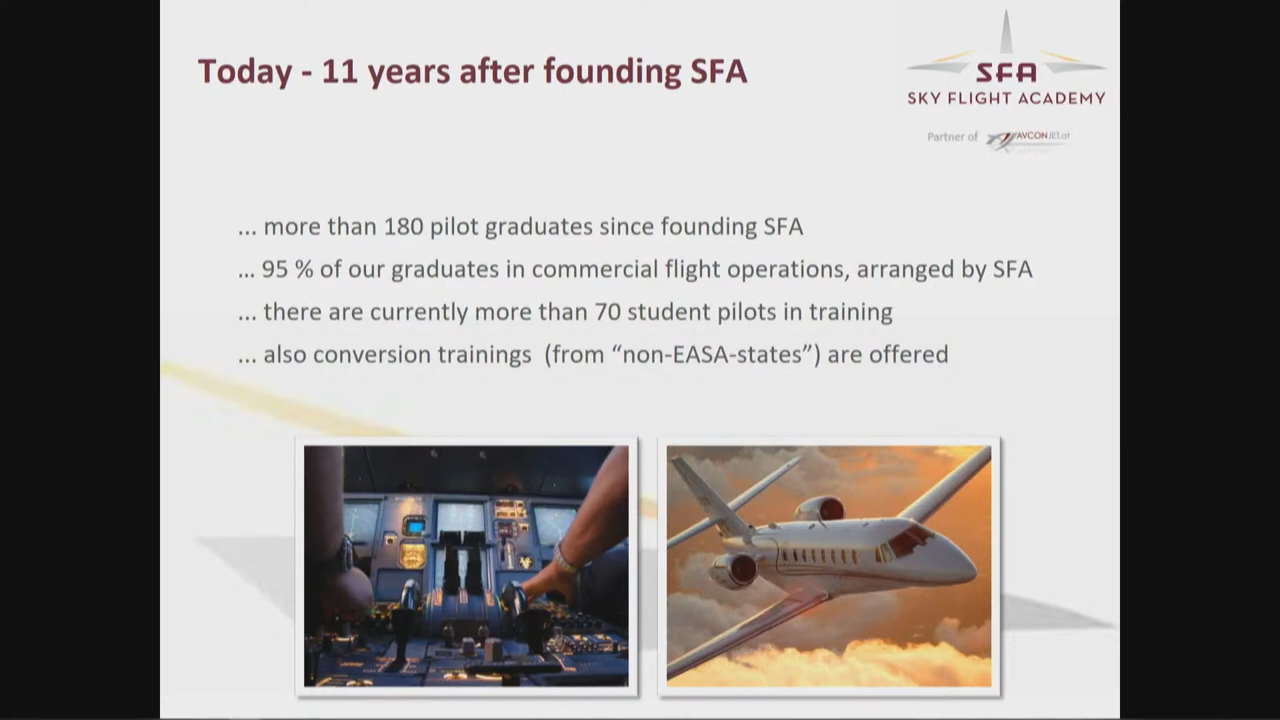 Today - 11 years after founding SFA
SFA
SKY FLIGHT ACADEMY
Partner of AVCONJET.at
... more than 180 pilot graduates since founding SFA
... 95 % of our graduates in commercial flight operations, arranged by SFA
... there are currently more than 70 student pilots in training
... also conversion trainings (from “non-EASA-states”) are offered